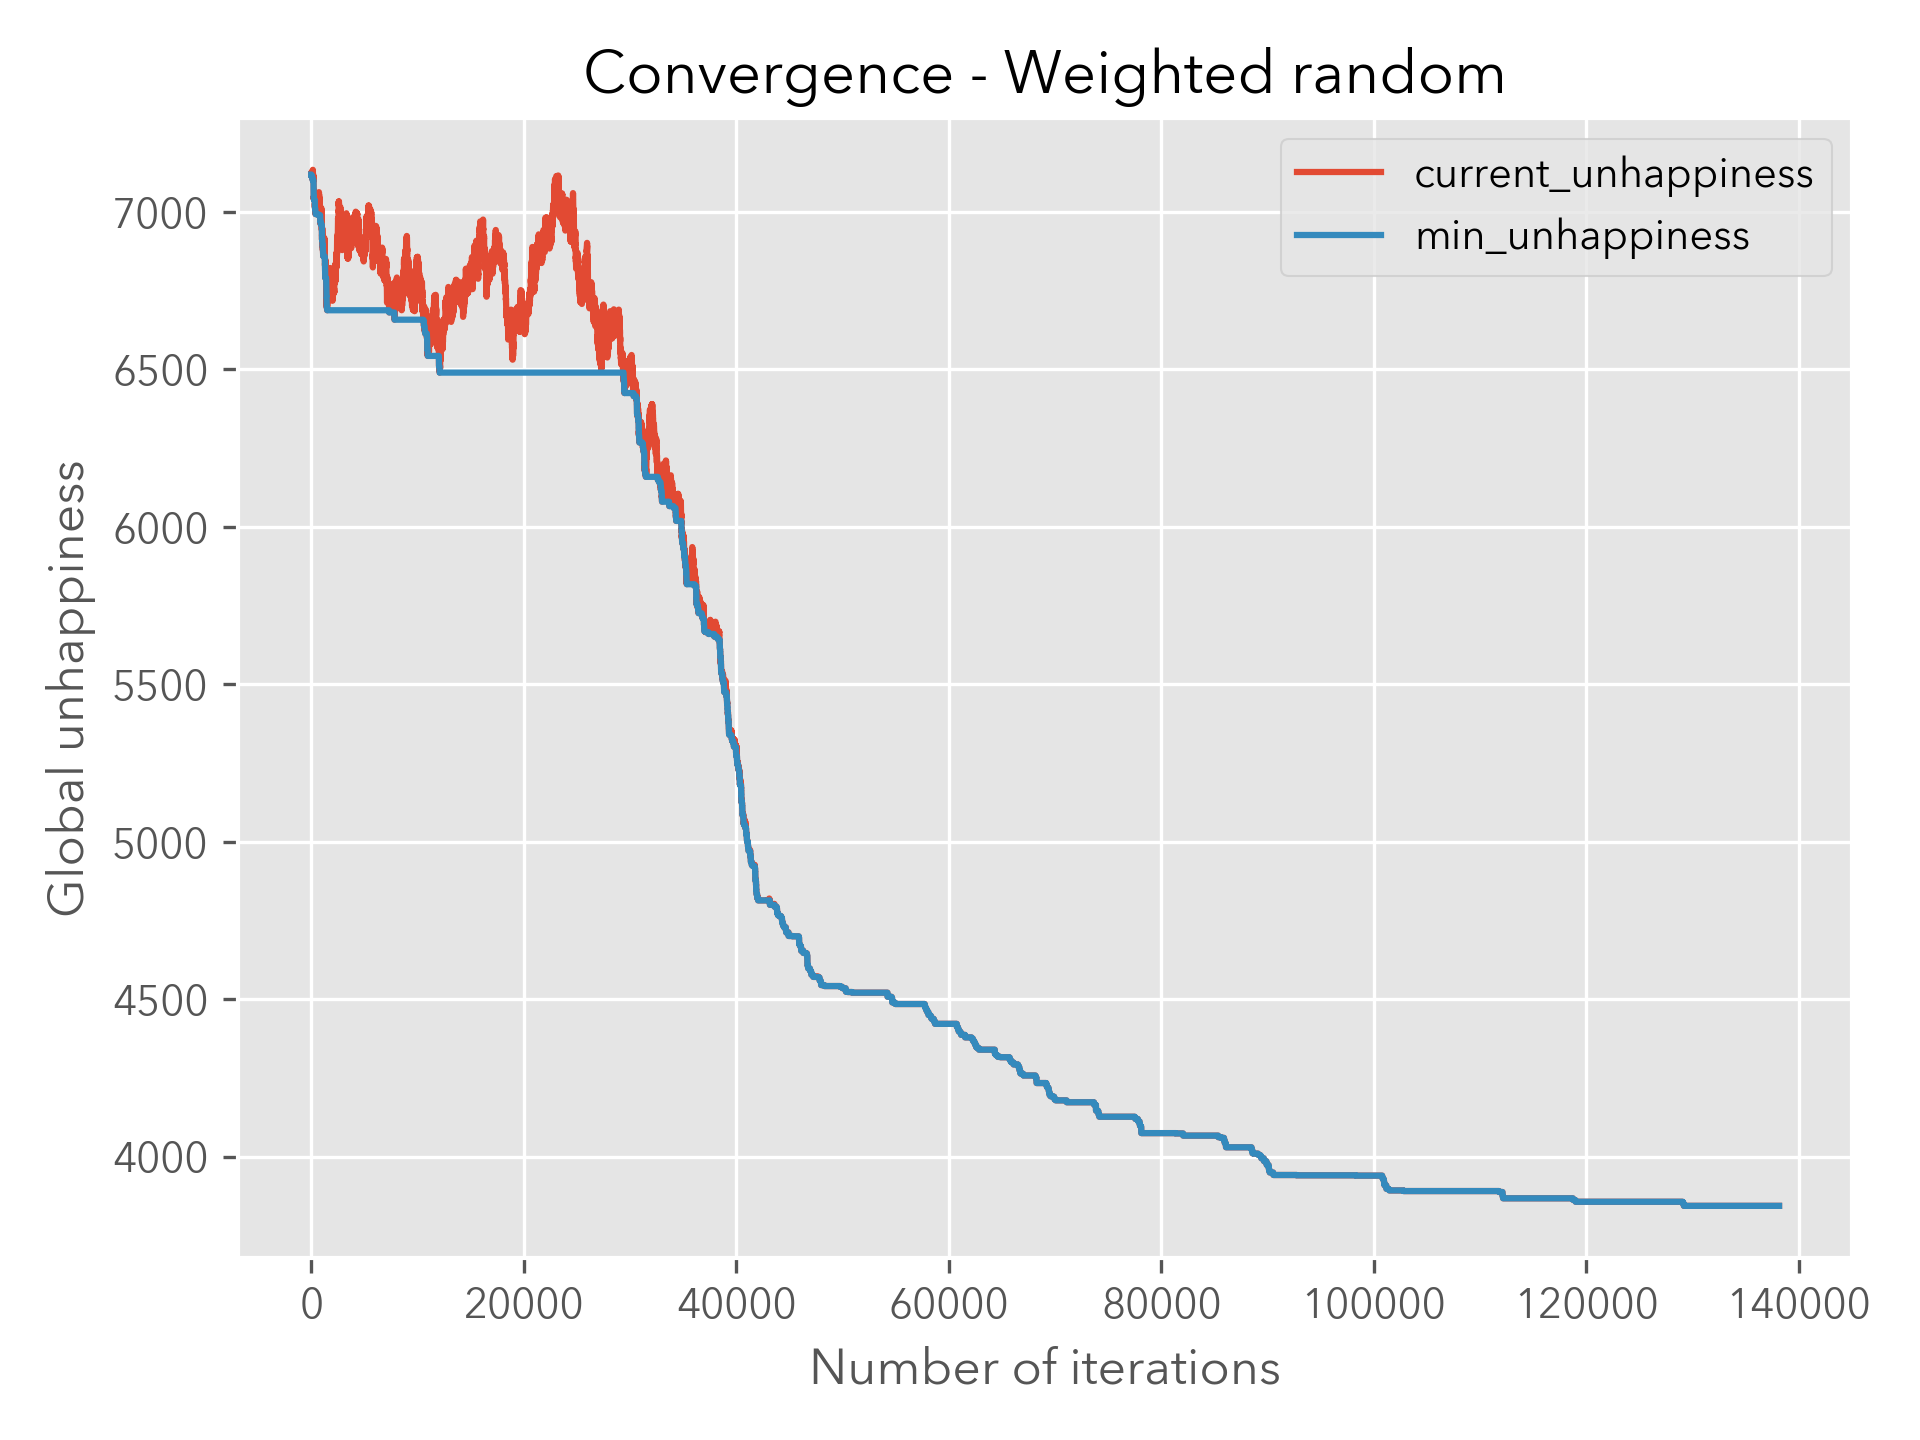 Convergence - Weighted random
current_unhappiness
min_unhappiness
7000
6500
6000
5500
5000
4500
4000
Global unhappiness
0 20000 40000 60000 80000 100000 120000 140000
Number of iterations